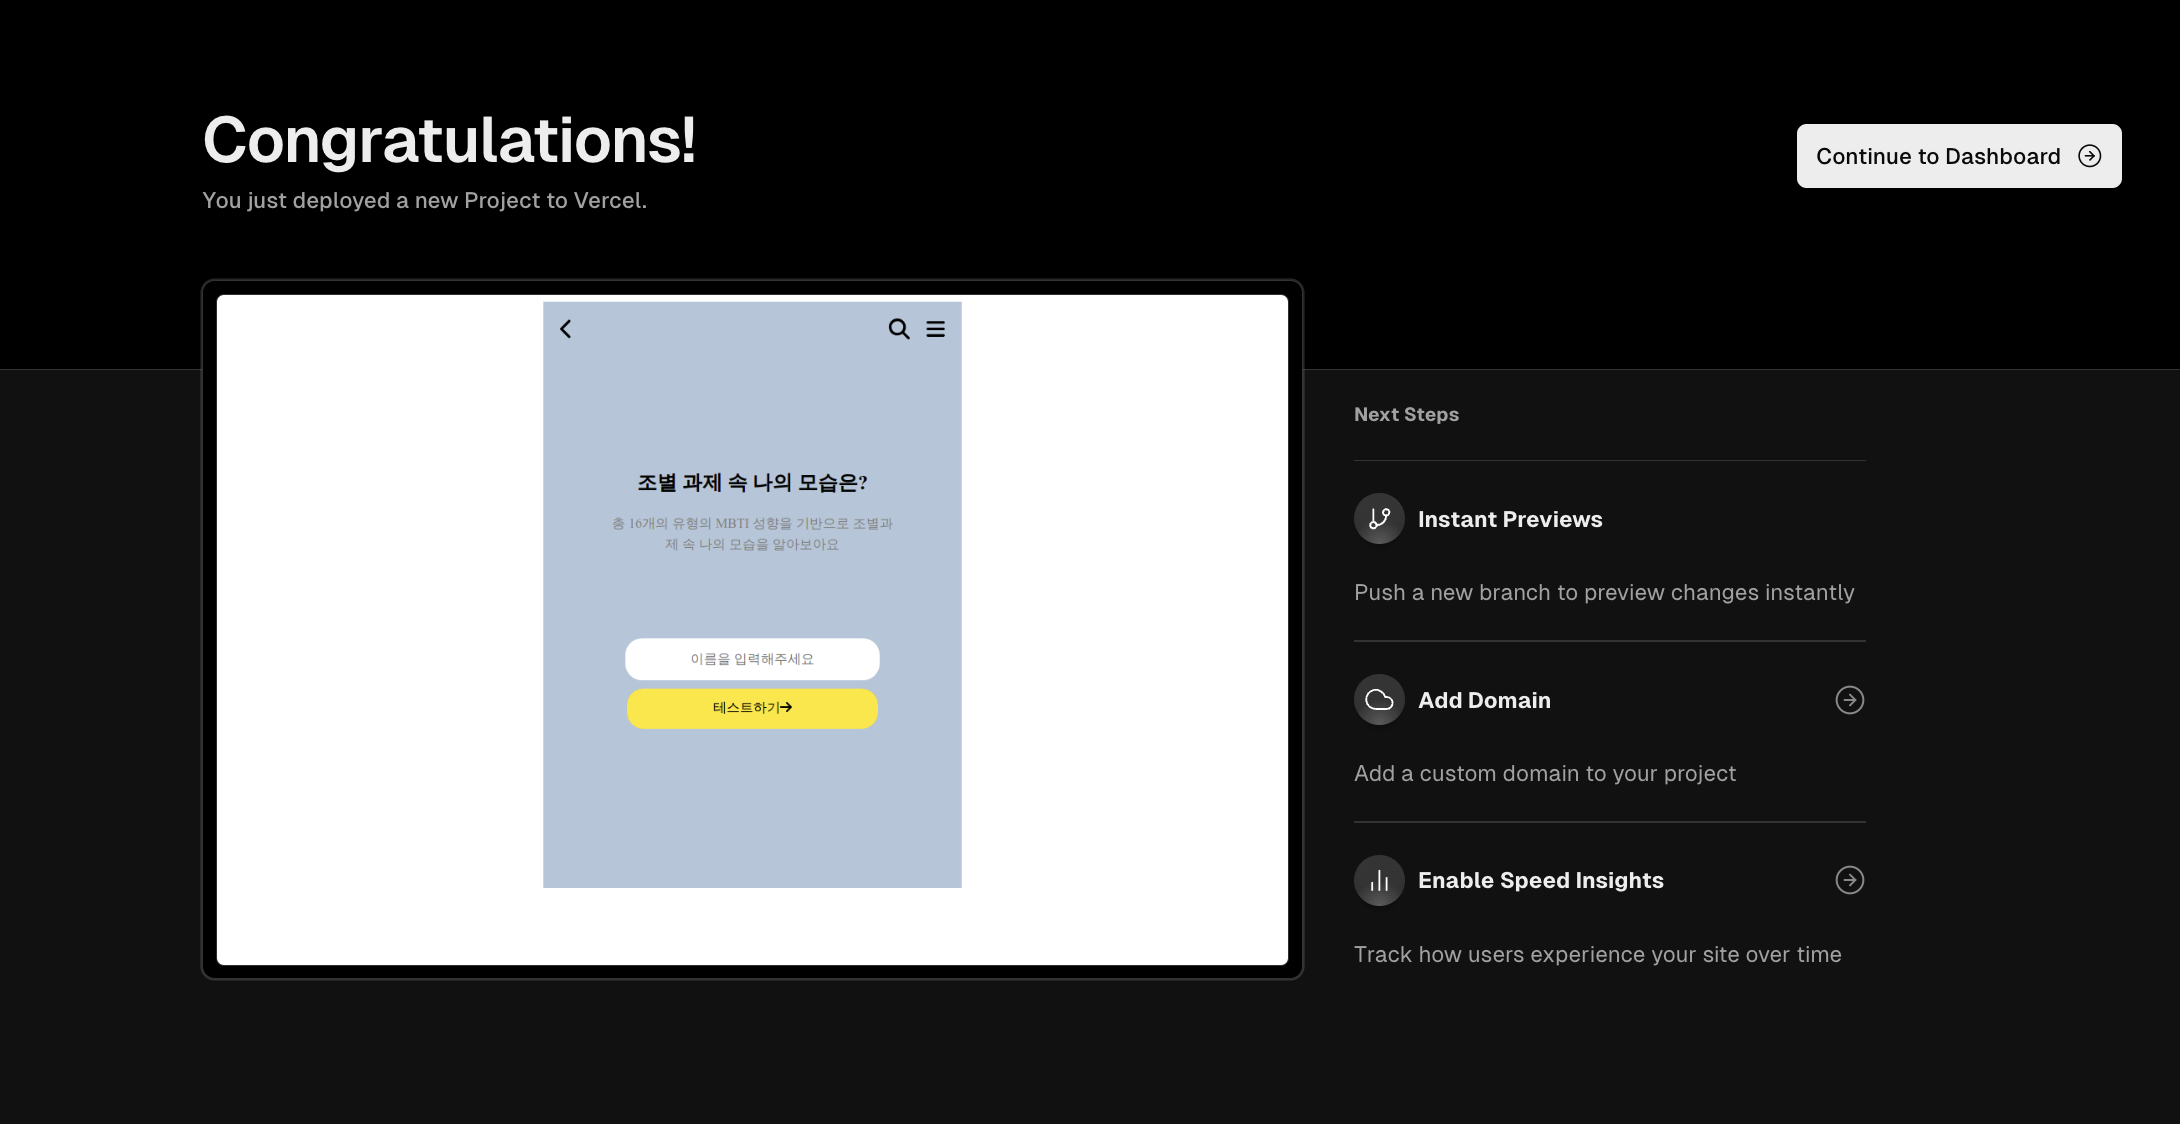 Congratulations!
You just deployed a new Project to Vercel.
Continue to Dashboard
조별 과제 속 나의 모습은?
총 16개의 유형의 MBTI 성향을 기반으로 조별과
제 속 나의 모습을 알아보아요
이름을 입력해주세요
테스트하기
Next Steps
Instant Previews
Push a new branch to preview changes instantly
Add Domain
Add a custom domain to your project
Enable Speed Insights
Track how users experience your site over time